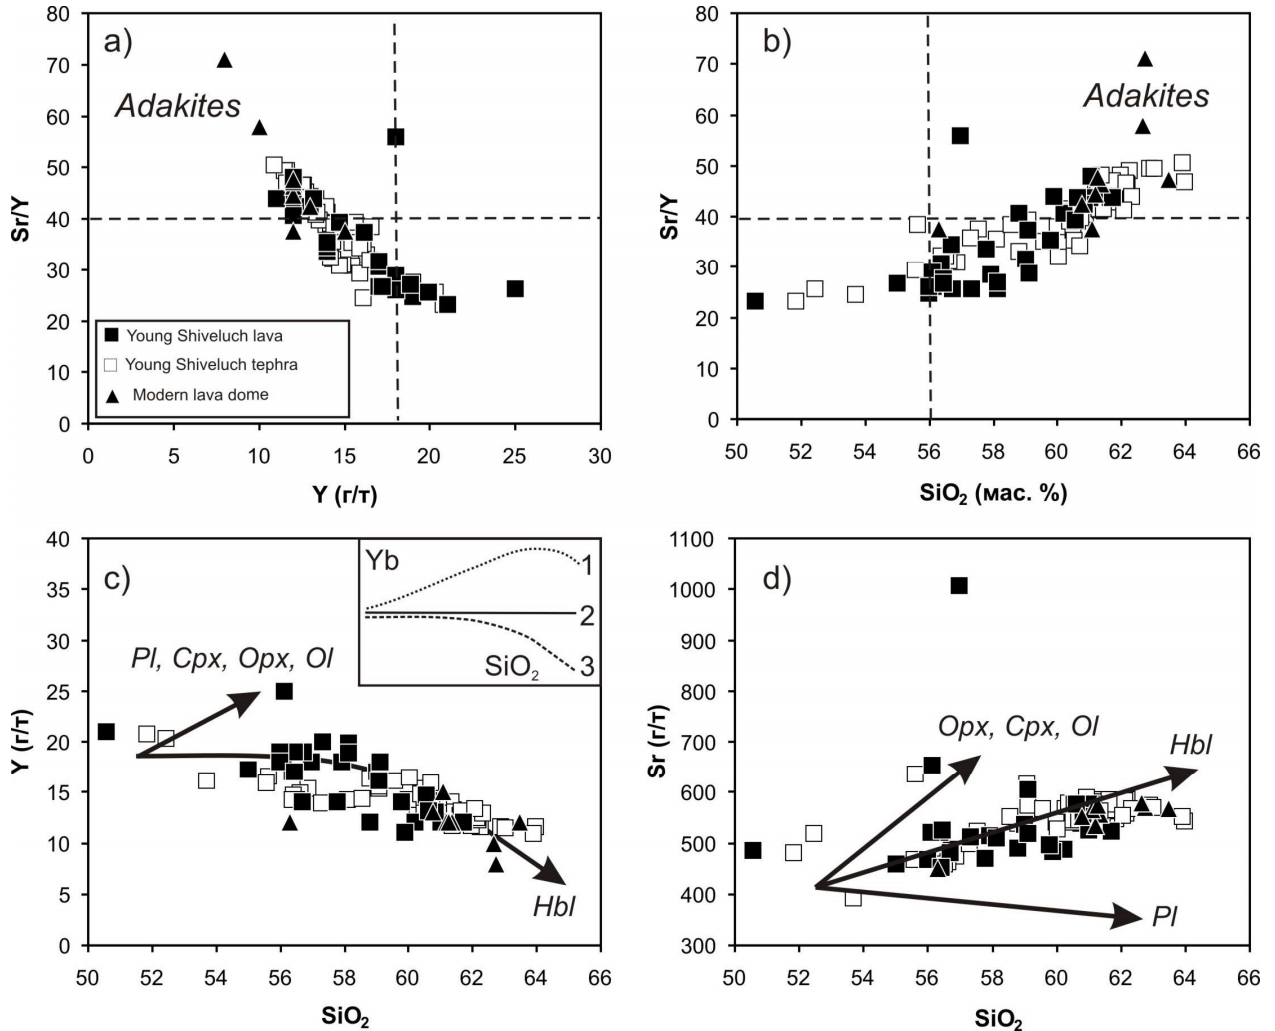 a)
Adakites
80
70
60
50
40
30
20
10
0
Sr/Y
Young Shiveluch lava
Young Shiveluch tephra
Modern lava dome
0 5 10 15 20 25 30
Y (г/т)
b)
Adakites
80
70
60
50
40
30
20
10
0
Sr/Y
50 52 54 56 58 60 62 64 66
SiO₂ (мас. %)
c)
Yb
1
2
3
SiO₂
Pl, Cpx, Opx, Ol
Hbl
40
35
30
25
20
15
10
5
0
Y (г/т)
50 52 54 56 58 60 62 64 66
SiO₂
d)
Opx, Cpx, Ol
Hbl
Pl
1100
1000
900
800
700
600
500
400
300
Sr (г/т)
50 52 54 56 58 60 62 64 66
SiO₂